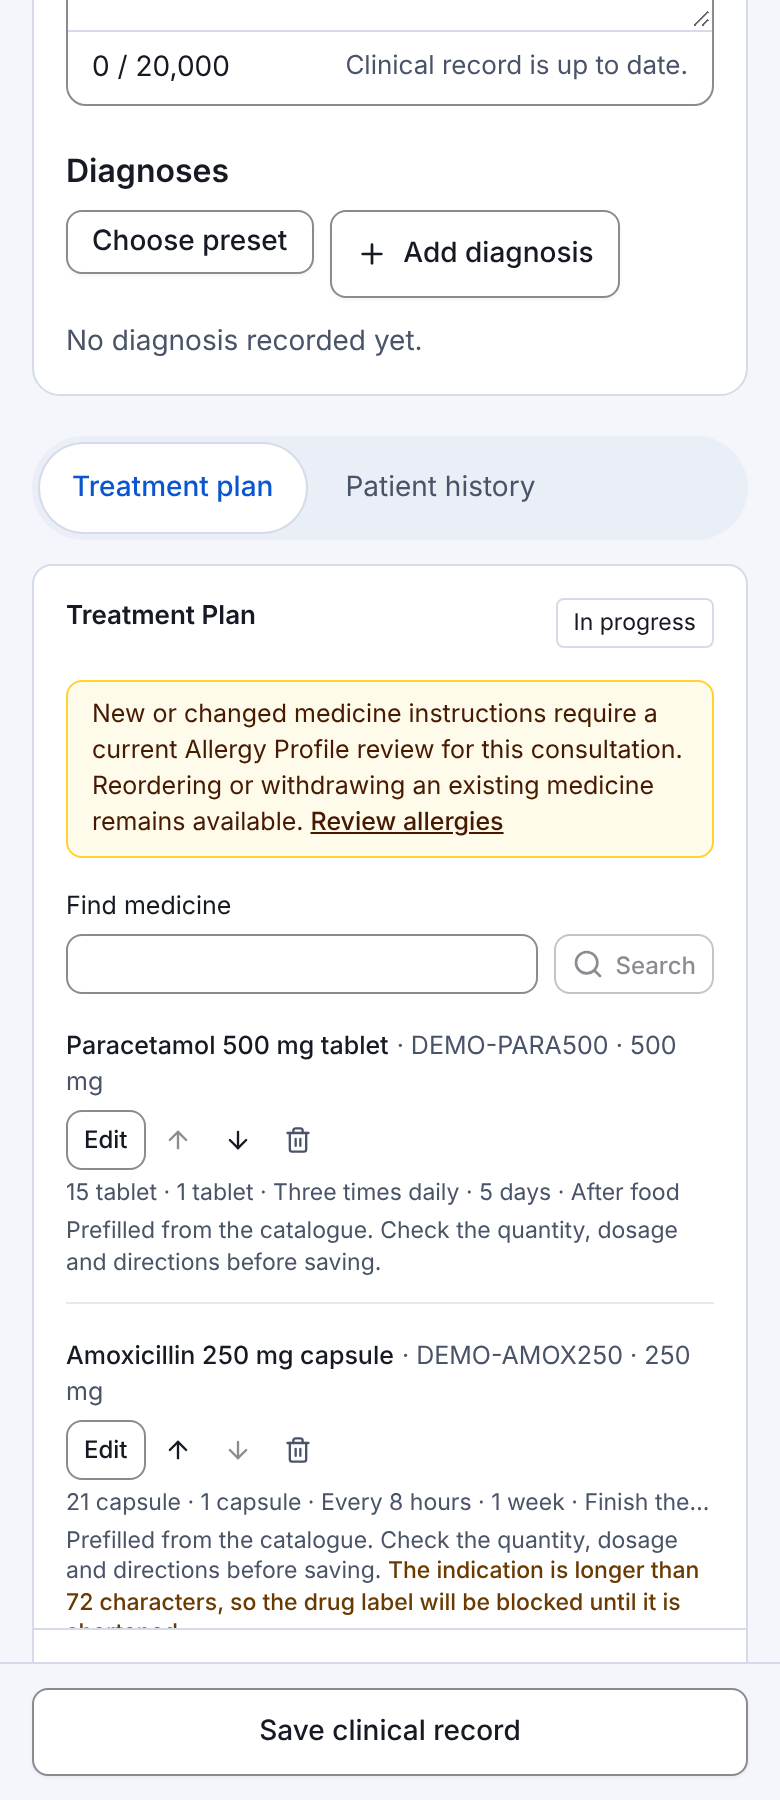 0 / 20,000
Clinical record is up to date.
Diagnoses
Choose preset
Add diagnosis
No diagnosis recorded yet.
Treatment plan
Patient history
Treatment Plan
In progress
New or changed medicine instructions require a
current Allergy Profile review for this consultation.
Reordering or withdrawing an existing medicine
remains available. Review allergies
Find medicine
Search
Paracetamol 500 mg tablet · DEMO-PARA500 · 500
mg
Edit
15 tablet · 1 tablet · Three times daily · 5 days · After food
Prefilled from the catalogue. Check the quantity, dosage
and directions before saving.
Amoxicillin 250 mg capsule · DEMO-AMOX250 · 250
mg
Edit
21 capsule · 1 capsule · Every 8 hours · 1 week · Finish the...
Prefilled from the catalogue. Check the quantity, dosage
and directions before saving. The indication is longer than
72 characters, so the drug label will be blocked until it is
Save clinical record